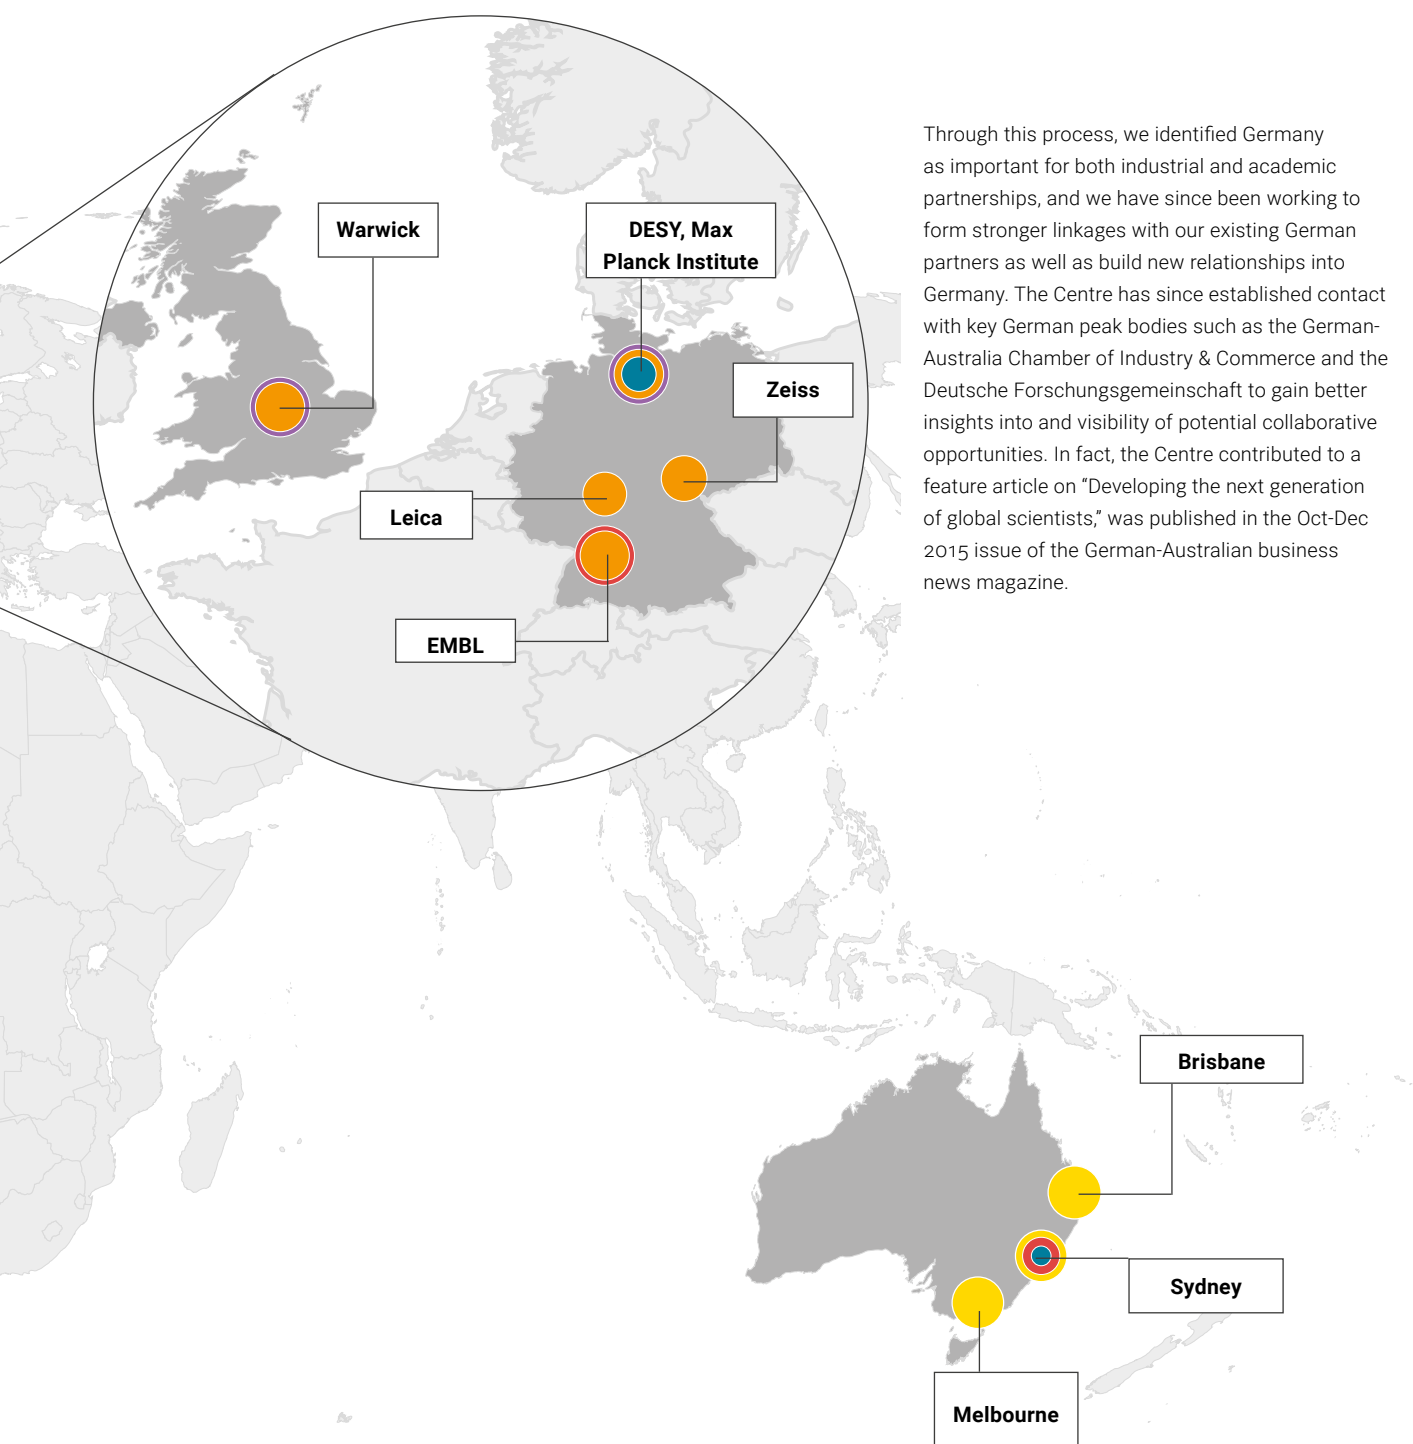 Through this process, we identified Germany
as important for both industrial and academic
partnerships, and we have since been working to
form stronger linkages with our existing German
partners as well as build new relationships into
Germany. The Centre has since established contact
with key German peak bodies such as the German-
Australia Chamber of Industry & Commerce and the
Deutsche Forschungsgemeinschaft to gain better
insights into and visibility of potential collaborative
opportunities. In fact, the Centre contributed to a
feature article on “Developing the next generation
of global scientists,” was published in the Oct-Dec
2015 issue of the German-Australian business
news magazine.
Warwick
DESY, Max
Planck Institute
Zeiss
Leica
EMBL
Brisbane
Sydney
Melbourne